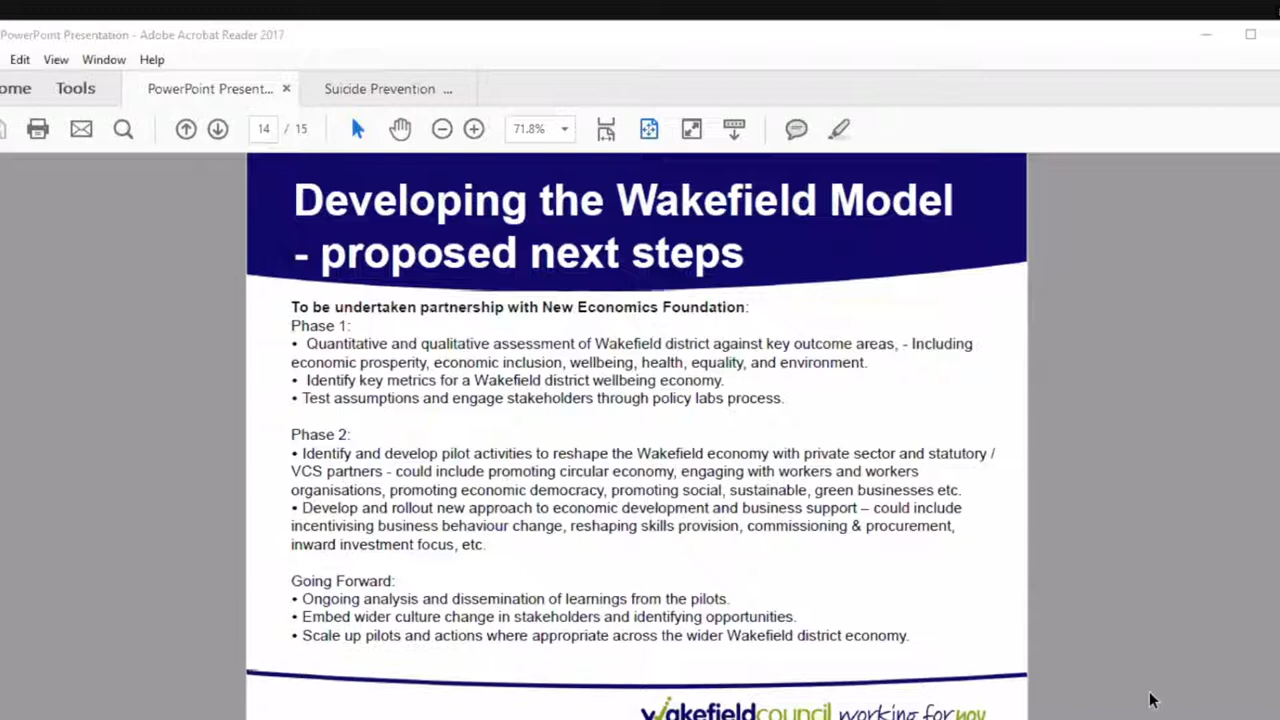 PowerPoint Presentation - Adobe Acrobat Reader 2017
Edit View Window Help
ome Tools PowerPoint Present... × Suicide Prevention ...
14 / 15 71.8%
Developing the Wakefield Model
- proposed next steps
To be undertaken partnership with New Economics Foundation:
Phase 1:
• Quantitative and qualitative assessment of Wakefield district against key outcome areas, - Including
economic prosperity, economic inclusion, wellbeing, health, equality, and environment.
• Identify key metrics for a Wakefield district wellbeing economy.
• Test assumptions and engage stakeholders through policy labs process.
Phase 2:
• Identify and develop pilot activities to reshape the Wakefield economy with private sector and statutory /
VCS partners - could include promoting circular economy, engaging with workers and workers
organisations, promoting economic democracy, promoting social, sustainable, green businesses etc.
• Develop and rollout new approach to economic development and business support – could include
incentivising business behaviour change, reshaping skills provision, commissioning & procurement,
inward investment focus, etc.
Going Forward:
• Ongoing analysis and dissemination of learnings from the pilots.
• Embed wider culture change in stakeholders and identifying opportunities.
• Scale up pilots and actions where appropriate across the wider Wakefield district economy.
wakefieldcouncil working for you